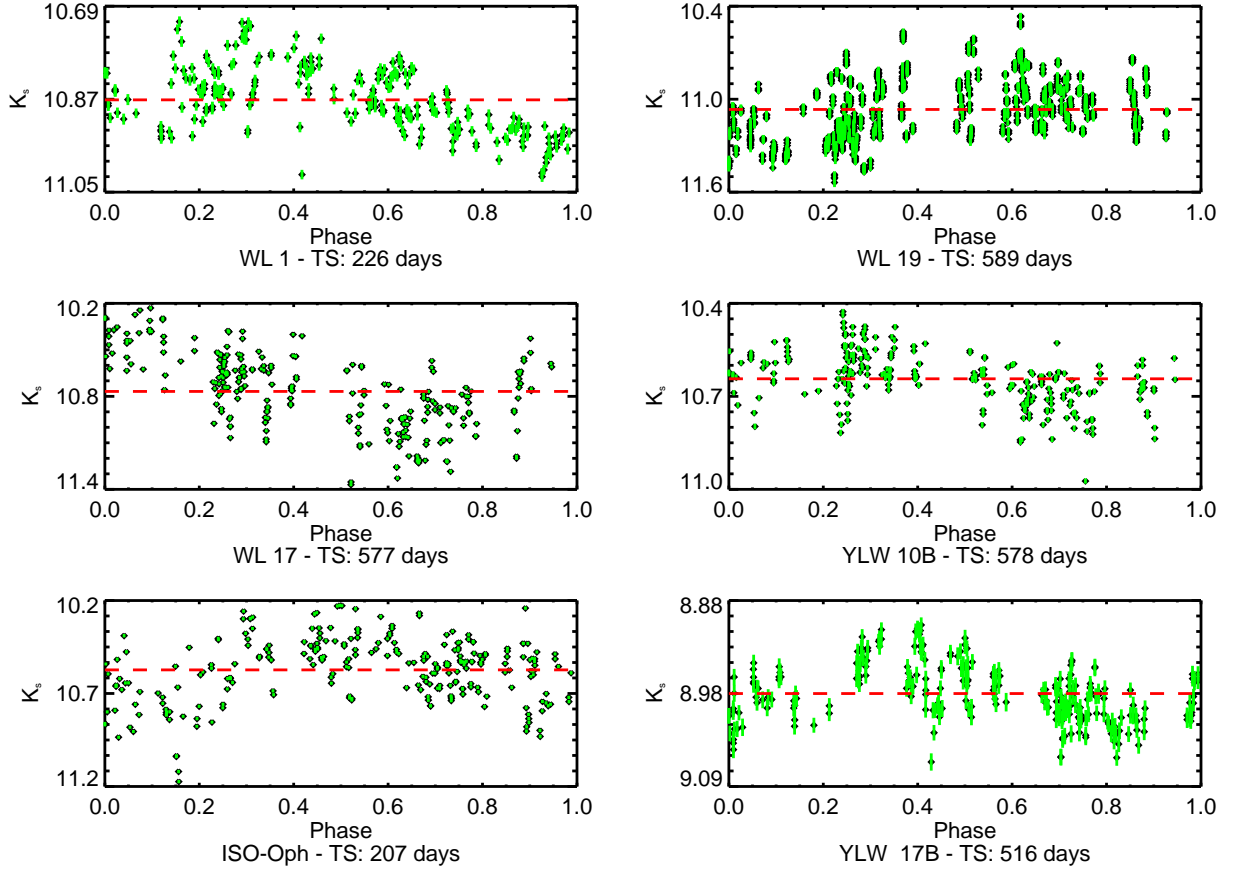 10.69
10.87
11.05
Kₛ
0.0 0.2 0.4 0.6 0.8 1.0
Phase
WL 1 - TS: 226 days
10.4
11.0
11.6
Kₛ
0.0 0.2 0.4 0.6 0.8 1.0
Phase
WL 19 - TS: 589 days
10.2
10.8
11.4
Kₛ
0.0 0.2 0.4 0.6 0.8 1.0
Phase
WL 17 - TS: 577 days
10.4
10.7
11.0
Kₛ
0.0 0.2 0.4 0.6 0.8 1.0
Phase
YLW 10B - TS: 578 days
10.2
10.7
11.2
Kₛ
0.0 0.2 0.4 0.6 0.8 1.0
Phase
ISO-Oph - TS: 207 days
8.88
8.98
9.09
Kₛ
0.0 0.2 0.4 0.6 0.8 1.0
Phase
YLW 17B - TS: 516 days